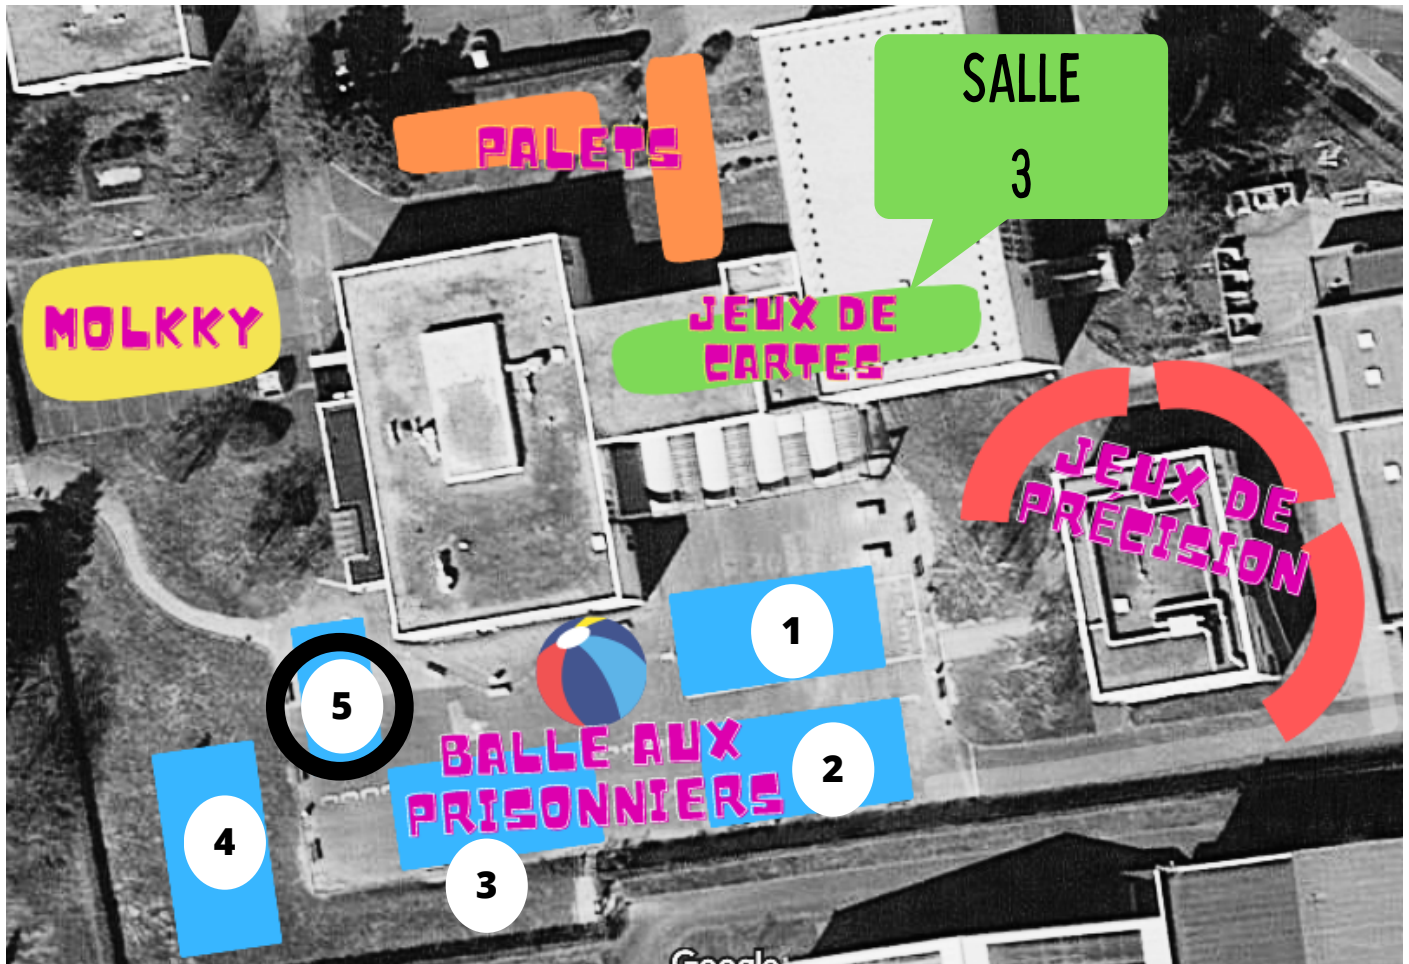 SALLE
3
PALETS
MOLKKY
JEUX DE
CARTES
JEUX DE
PRÉCISION
1
5
BALLE AUX
PRISONNIERS
2
4
3
Google